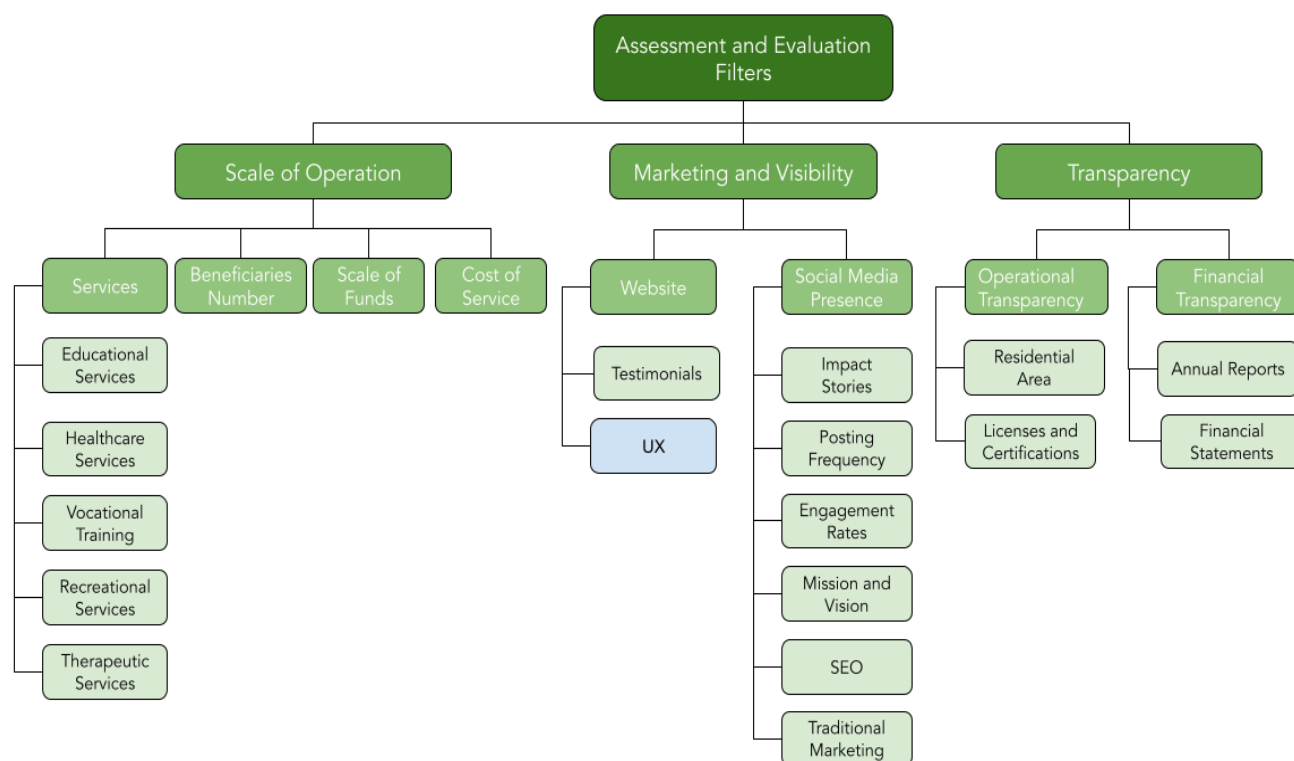 Assessment and Evaluation
Filters
Scale of Operation
Marketing and Visibility
Transparency
Services
Beneficiaries
Number
Scale of
Funds
Cost of
Service
Website
Social Media
Presence
Operational
Transparency
Financial
Transparency
Educational
Services
Healthcare
Services
Vocational
Training
Recreational
Services
Therapeutic
Services
Testimonials
UX
Impact
Stories
Posting
Frequency
Engagement
Rates
Mission and
Vision
SEO
Traditional
Marketing
Residential
Area
Licenses and
Certifications
Annual Reports
Financial
Statements